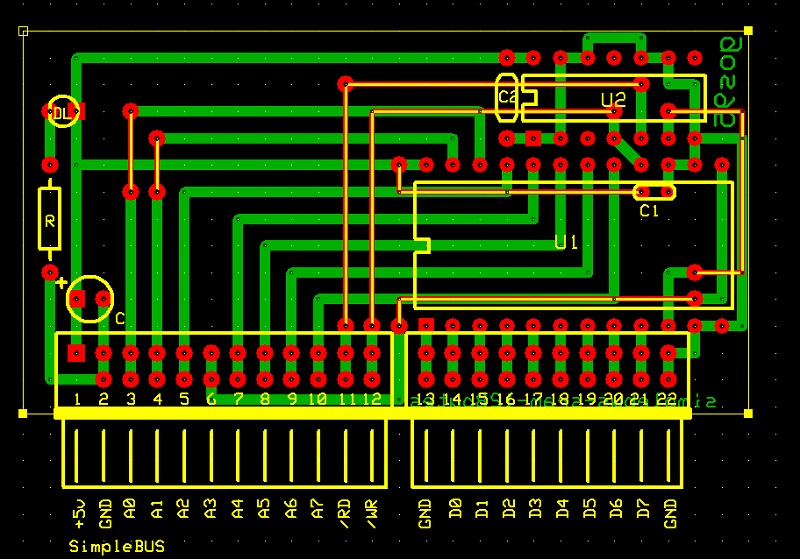 C2
U2
DL
C1
R
U1
+
C
1 2 3 4 5 6 7 8 9 10 11 12 13 14 15 16 17 18 19 20 21 22
+5v GND A0 A1 A2 A3 A4 A5 A6 A7 /RD /WR GND D0 D1 D2 D3 D4 D5 D6 D7 GND
SimpleBUS